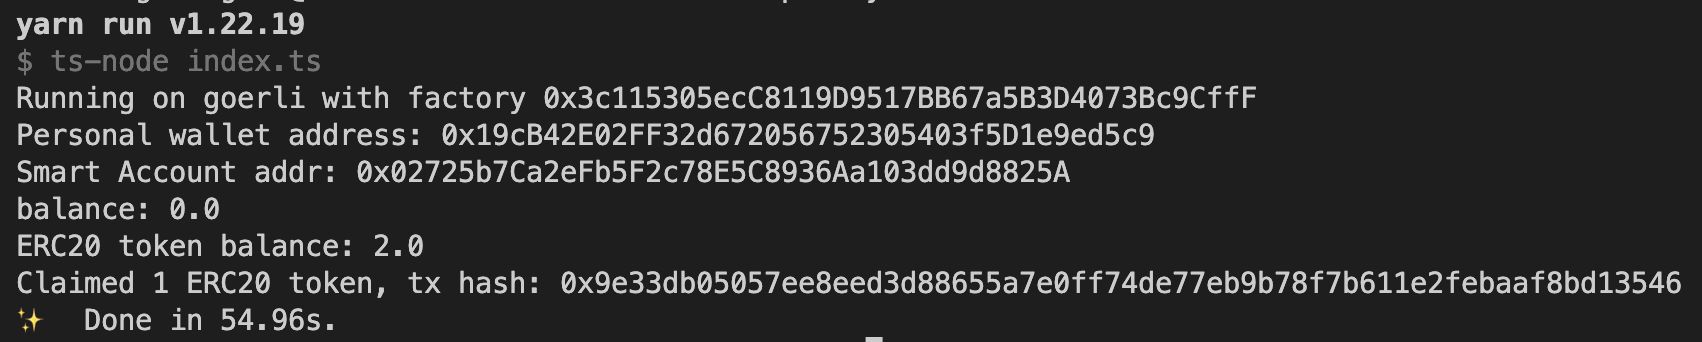 yarn run v1.22.19
$ ts-node index.ts
Running on goerli with factory 0x3c115305ecC8119D9517BB67a5B3D4073Bc9CffF
Personal wallet address: 0x19cB42E02FF32d672056752305403f5D1e9ed5c9
Smart Account addr: 0x02725b7Ca2eFb5F2c78E5C8936Aa103dd9d8825A
balance: 0.0
ERC20 token balance: 2.0
Claimed 1 ERC20 token, tx hash: 0x9e33db05057ee8eed3d88655a7e0ff74de77eb9b78f7b611e2febaaf8bd13546
✨ Done in 54.96s.